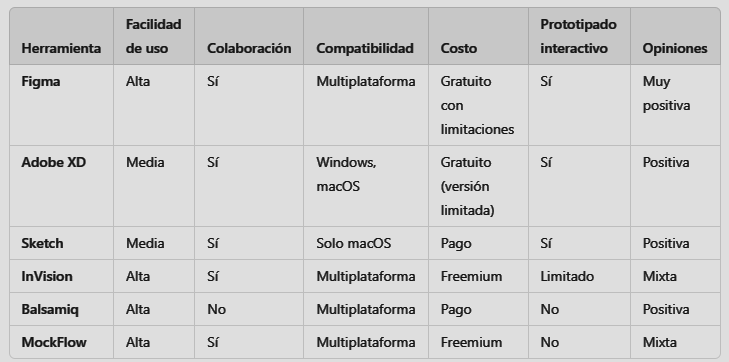 Herramienta Facilidad de uso Colaboración Compatibilidad Costo Prototipado interactivo Opiniones
Figma Alta Sí Multiplataforma Gratuito con limitaciones Sí Muy positiva
Adobe XD Media Sí Windows, macOS Gratuito (versión limitada) Sí Positiva
Sketch Media Sí Solo macOS Pago Sí Positiva
InVision Alta Sí Multiplataforma Freemium Limitado Mixta
Balsamiq Alta No Multiplataforma Pago No Positiva
MockFlow Alta Sí Multiplataforma Freemium No Mixta